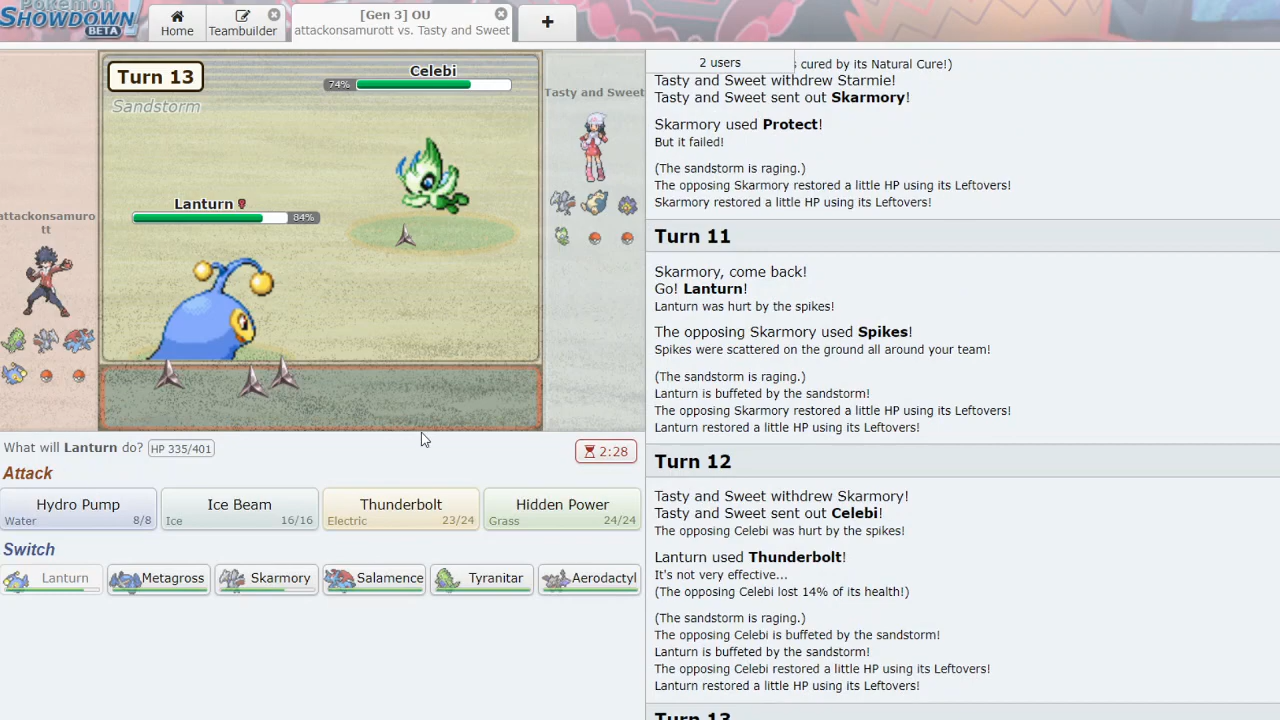 Pokémon
SHOWDOWN
BETA
Home
Teambuilder
[Gen 3] OU
attackonsamurott vs. Tasty and Sweet
+
Turn 13
Sandstorm
Celebi
74%
Lanturn
84%
attackonsamuro
tt
Tasty and Sweet
What will Lanturn do? HP 335/401
2:28
Attack
Hydro Pump
Water 8/8
Ice Beam
Ice 16/16
Thunderbolt
Electric 23/24
Hidden Power
Grass 24/24
Switch
Lanturn
Metagross
Skarmory
Salamence
Tyranitar
Aerodactyl
2 users
s cured by its Natural Cure!)
Tasty and Sweet withdrew Starmie!
Tasty and Sweet sent out Skarmory!
Skarmory used Protect!
But it failed!
(The sandstorm is raging.)
The opposing Skarmory restored a little HP using its Leftovers!
Skarmory restored a little HP using its Leftovers!
Turn 11
Skarmory, come back!
Go! Lanturn!
Lanturn was hurt by the spikes!
The opposing Skarmory used Spikes!
Spikes were scattered on the ground all around your team!
(The sandstorm is raging.)
Lanturn is buffeted by the sandstorm!
The opposing Skarmory restored a little HP using its Leftovers!
Lanturn restored a little HP using its Leftovers!
Turn 12
Tasty and Sweet withdrew Skarmory!
Tasty and Sweet sent out Celebi!
The opposing Celebi was hurt by the spikes!
Lanturn used Thunderbolt!
It's not very effective...
(The opposing Celebi lost 14% of its health!)
(The sandstorm is raging.)
The opposing Celebi is buffeted by the sandstorm!
Lanturn is buffeted by the sandstorm!
The opposing Celebi restored a little HP using its Leftovers!
Lanturn restored a little HP using its Leftovers!
Turn 13